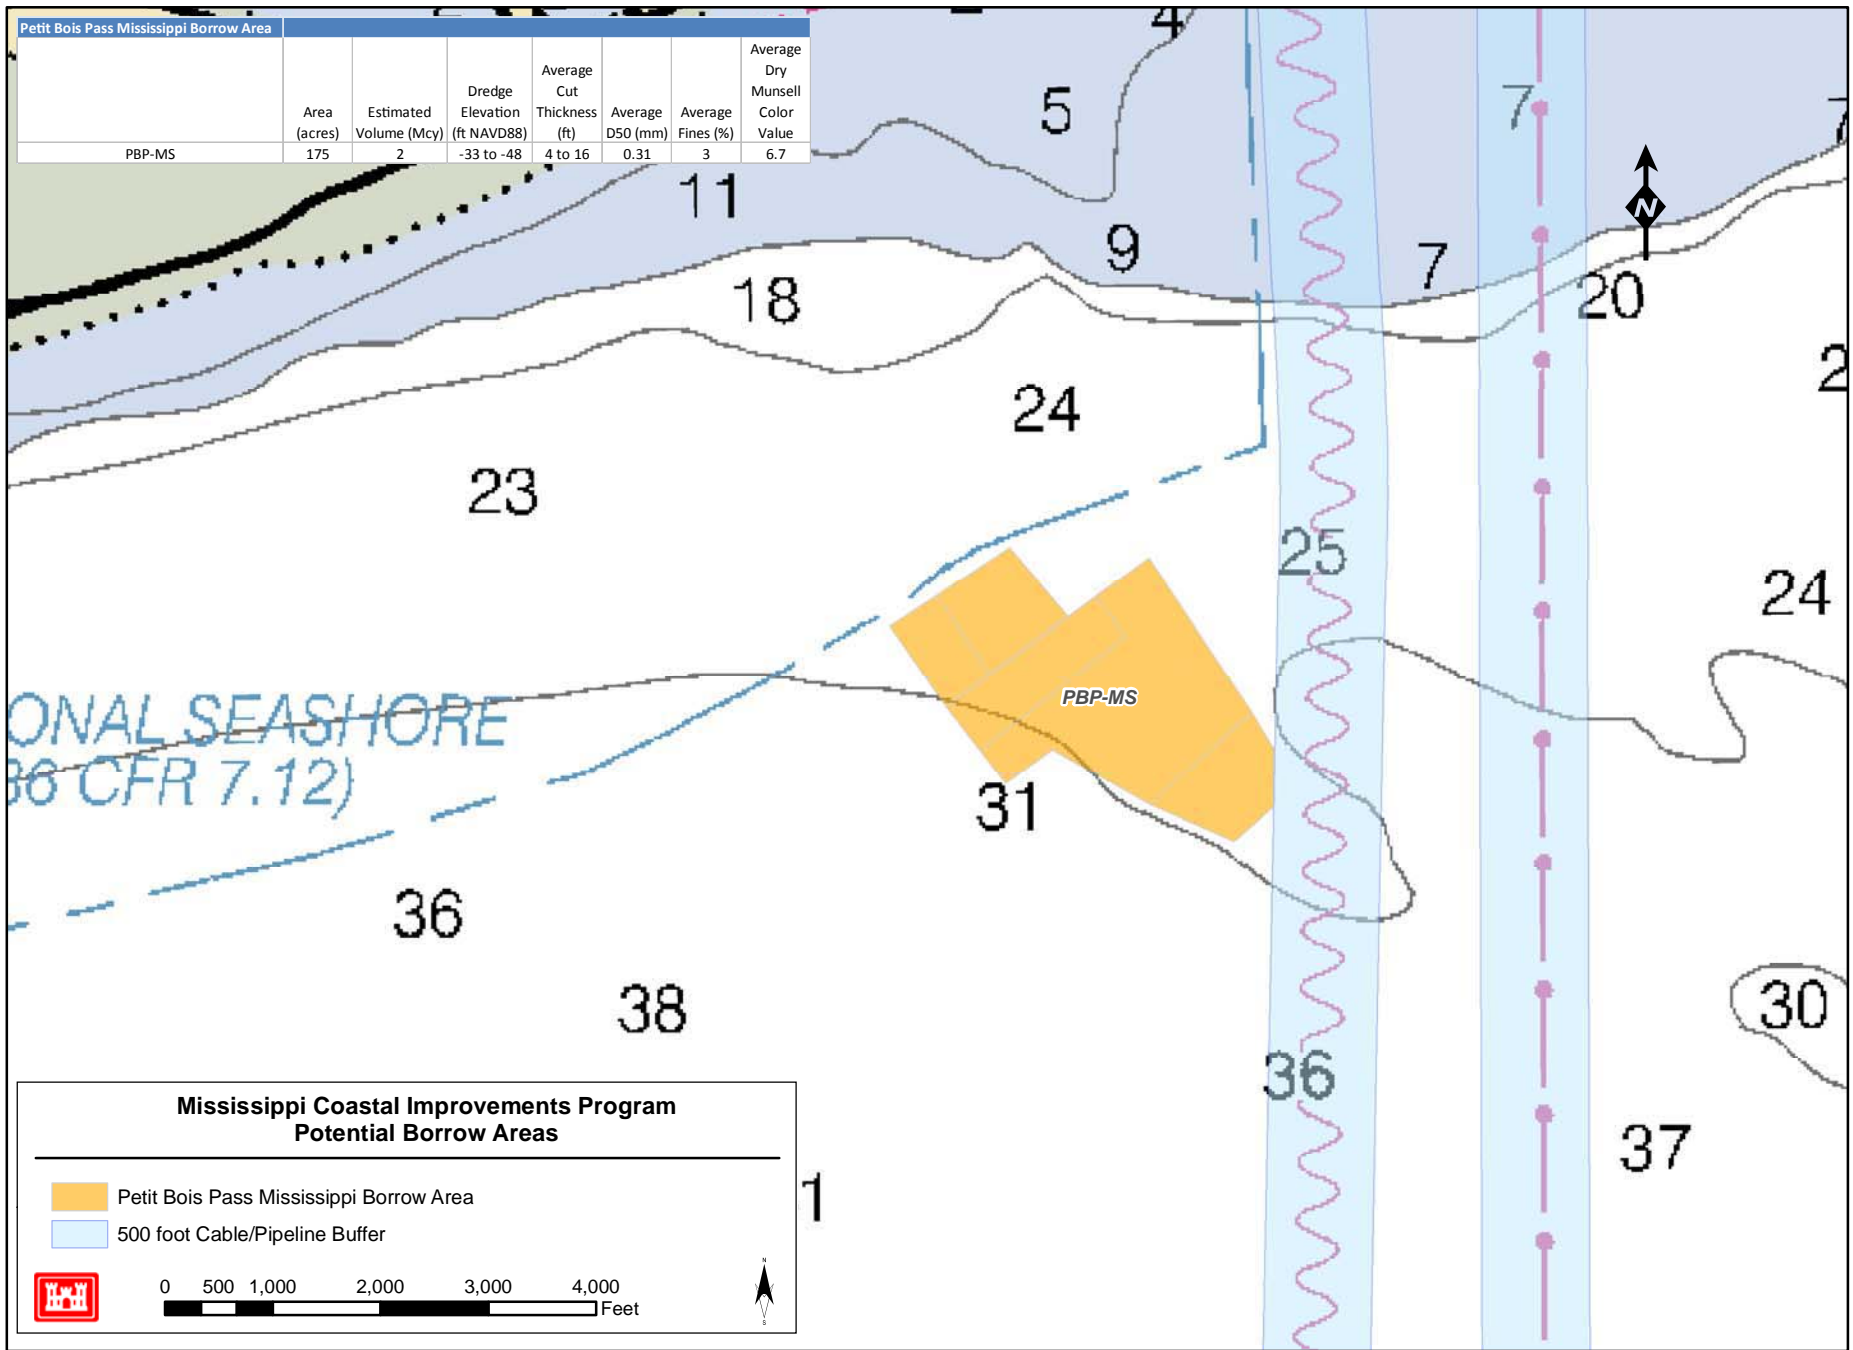 Petit Bois Pass Mississippi Borrow Area
Area (acres)
Estimated Volume (Mcy)
Dredge Elevation (ft NAVD88)
Average Cut Thickness (ft)
Average D50 (mm)
Average Fines (%)
Average Dry Munsell Color Value
PBP-MS 175 2 -33 to -48 4 to 16 0.31 3 6.7
4
5
7
7
11
9
7
18
20
24
2
23
25
24
PBP-MS
ONAL SEASHORE
36 CFR 7.12)
31
36
38
30
36
37
1
N
Mississippi Coastal Improvements Program
Potential Borrow Areas
Petit Bois Pass Mississippi Borrow Area
500 foot Cable/Pipeline Buffer
0 500 1,000 2,000 3,000 4,000
Feet
N
S